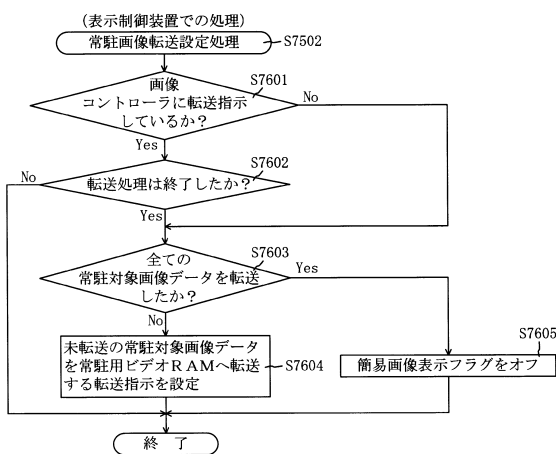 (表示制御装置での処理)
常駐画像転送設定処理
S7502
画像
コントローラに転送指示
しているか？
S7601
No
Yes
転送処理は終了したか？
S7602
No
Yes
全ての
常駐対象画像データを転送
したか？
S7603
Yes
No
未転送の常駐対象画像データ
を常駐用ビデオＲＡＭへ転送
する転送指示を設定
S7604
S7605
簡易画像表示フラグをオフ
終 了